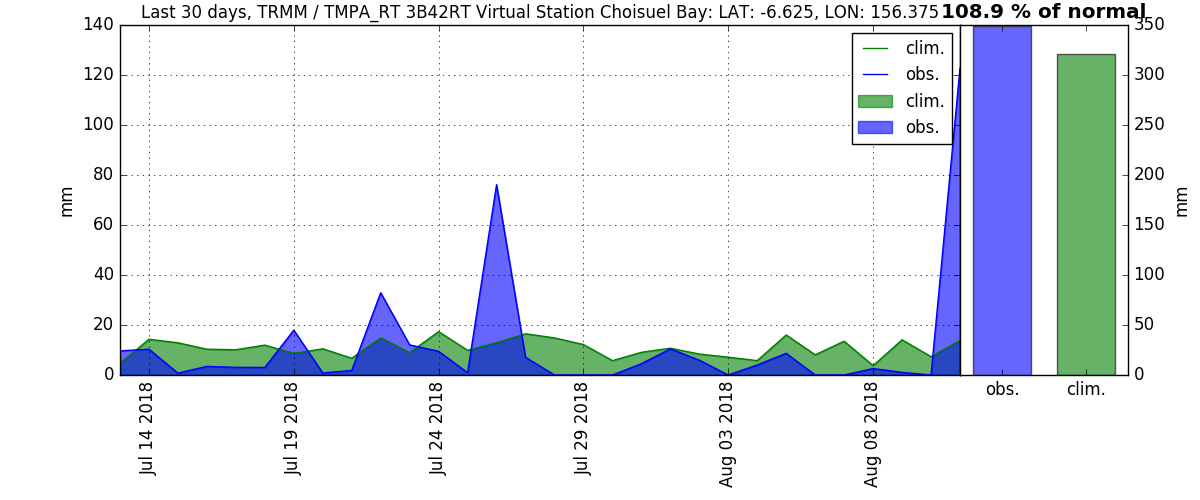 Last 30 days, TRMM / TMPA_RT 3B42RT Virtual Station Choisuel Bay: LAT: -6.625, LON: 156.375
108.9 % of normal
140
120
100
80
60
40
20
0
mm
clim.
obs.
clim.
obs.
350
300
250
200
150
100
50
0
mm
Jul 14 2018
Jul 19 2018
Jul 24 2018
Jul 29 2018
Aug 03 2018
Aug 08 2018
obs.
clim.